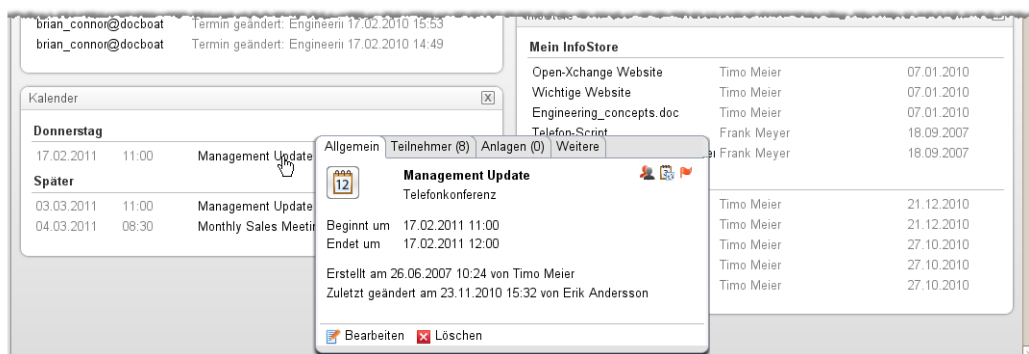 brian_connor@docboat Termin geändert: Engineerii 17.02.2010 15:53
brian_connor@docboat Termin geändert: Engineerii 17.02.2010 14:49
Kalender
Donnerstag
17.02.2011 11:00 Management Update
Später
03.03.2011 11:00 Management Update
04.03.2011 08:30 Monthly Sales Meetin
InfoStore
Mein InfoStore
Open-Xchange Website Timo Meier 07.01.2010
Wichtige Website Timo Meier 07.01.2010
Engineering_concepts.doc Timo Meier 07.01.2010
Telefon-Script Frank Meyer 18.09.2007
Frank Meyer 18.09.2007
Timo Meier 21.12.2010
Timo Meier 21.12.2010
Timo Meier 27.10.2010
Timo Meier 27.10.2010
Timo Meier 27.10.2010
Allgemein Teilnehmer (8) Anlagen (0) Weitere
12
Management Update
Telefonkonferenz
Beginnt um 17.02.2011 11:00
Endet um 17.02.2011 12:00
Erstellt am 26.06.2007 10:24 von Timo Meier
Zuletzt geändert am 23.11.2010 15:32 von Erik Andersson
Bearbeiten Löschen